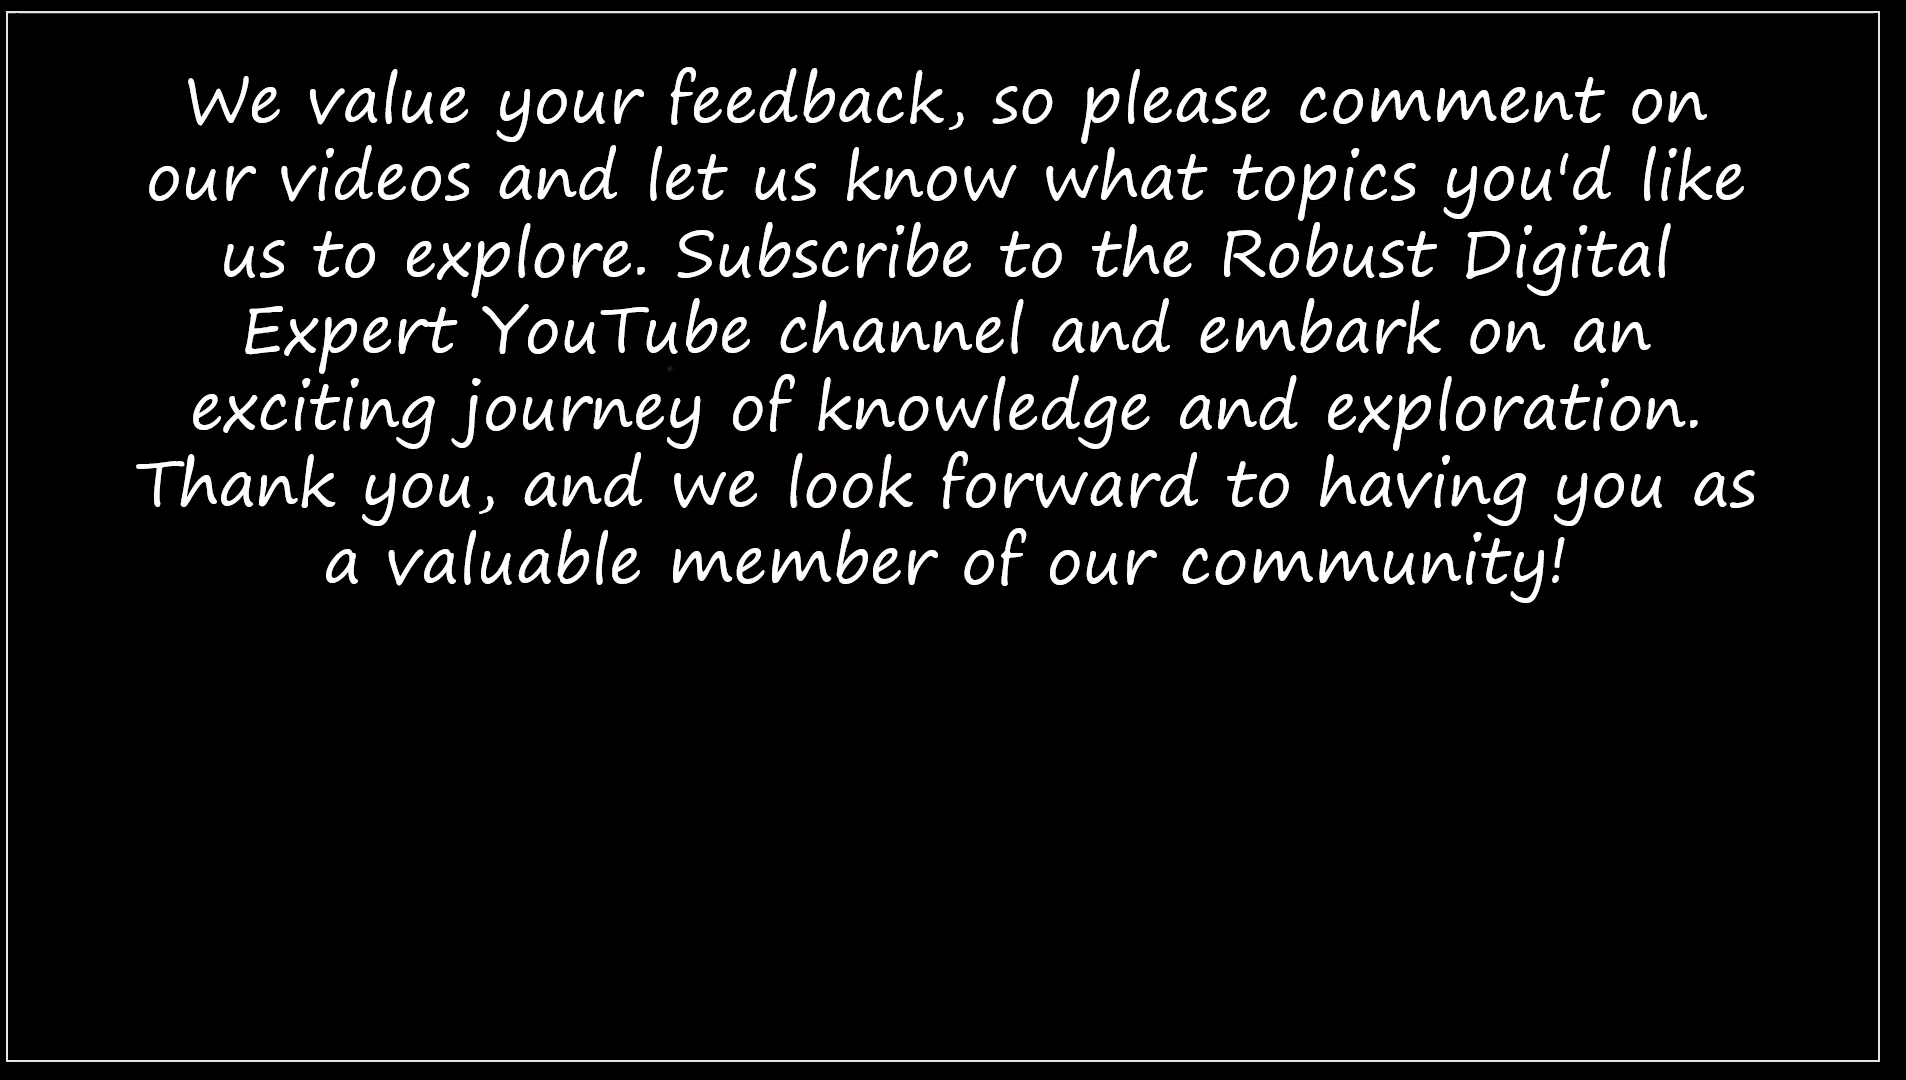 We value your feedback, so please comment on
our videos and let us know what topics you'd like
us to explore. Subscribe to the Robust Digital
Expert YouTube channel and embark on an
exciting journey of knowledge and exploration.
Thank you, and we look forward to having you as
a valuable member of our community!